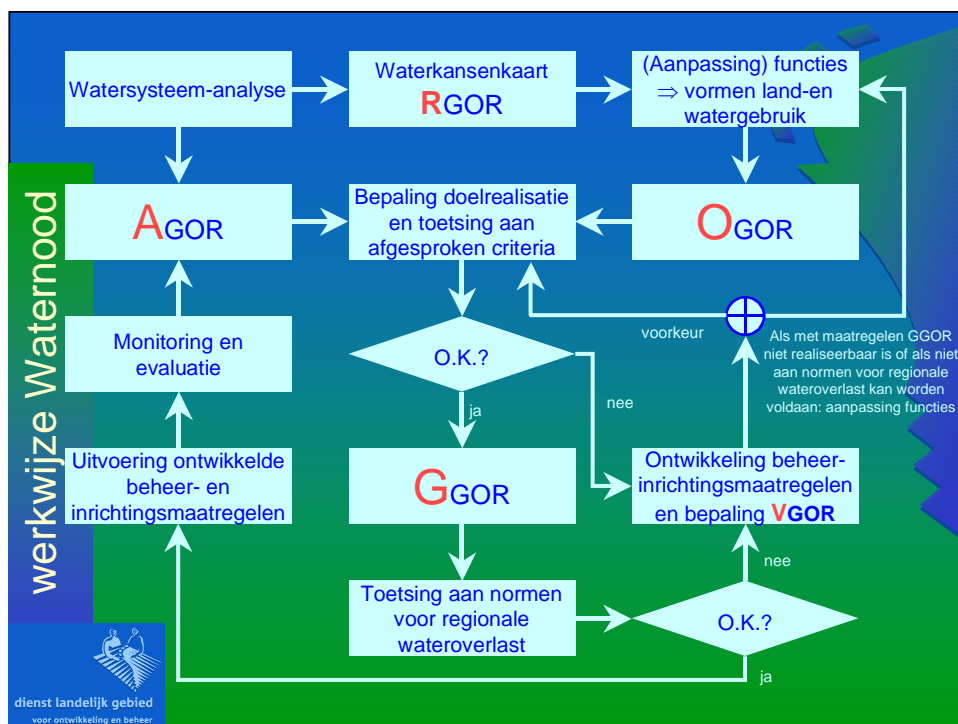 werkwijze Waternood
Watersysteem-analyse
Waterkansenkaart
RGOR
(Aanpassing) functies
⇒ vormen land-en
watergebruik
AGOR
Bepaling doelrealisatie
en toetsing aan
afgesproken criteria
OGOR
Monitoring en
evaluatie
O.K.?
voorkeur
Als met maatregelen GGOR
niet realiseerbaar is of als niet
aan normen voor regionale
wateroverlast kan worden
voldaan: aanpassing functies
ja
nee
Uitvoering ontwikkelde
beheer- en
inrichtingsmaatregelen
GGOR
Ontwikkeling beheer-
inrichtingsmaatregelen
en bepaling VGOR
nee
Toetsing aan normen
voor regionale
wateroverlast
O.K.?
ja
dienst landelijk gebied
voor ontwikkeling en beheer